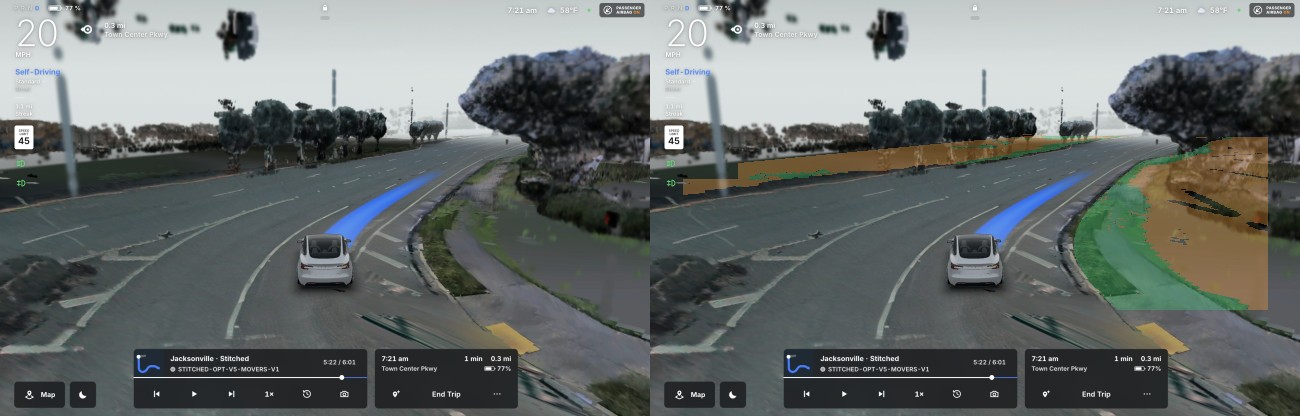 77 %
7:21 am
58°F
PASSENGER
AIRBAG ON
20
MPH
0.3 mi
Town Center Pkwy
Self-Driving
SPEED
LIMIT
45
Jacksonville · Stitched
STITCHED-OPT-V5-MOVERS-V1
5:22 / 6:01
1×
7:21 am
1 min
0.3 mi
Town Center Pkwy
77%
End Trip
Map
77 %
7:21 am
58°F
PASSENGER
AIRBAG ON
20
MPH
0.3 mi
Town Center Pkwy
Self-Driving
SPEED
LIMIT
45
Jacksonville · Stitched
STITCHED-OPT-V5-MOVERS-V1
5:22 / 6:01
1×
7:21 am
1 min
0.3 mi
Town Center Pkwy
77%
End Trip
Map